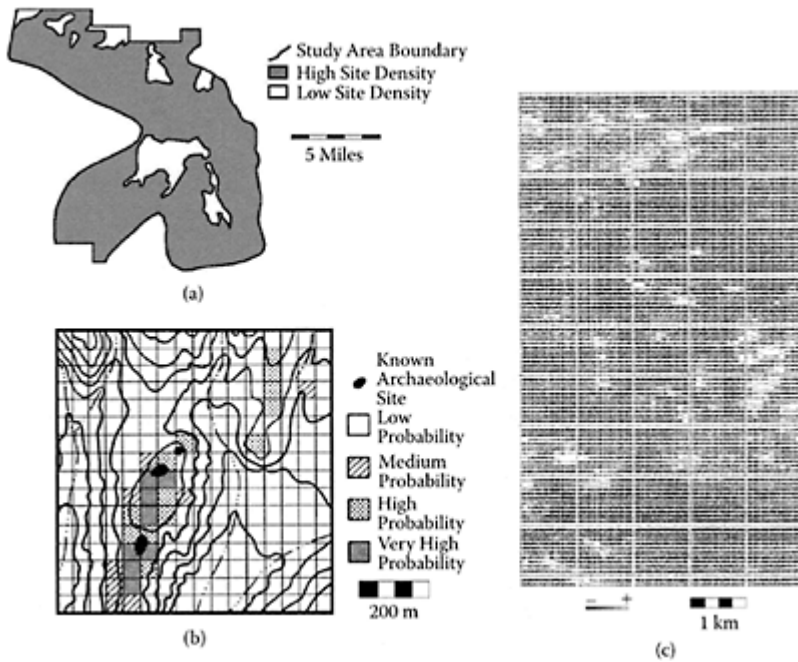 Study Area Boundary
High Site Density
Low Site Density
5 Miles
(a)
Known
Archaeological
Site
Low
Probability
Medium
Probability
High
Probability
Very High
Probability
200 m
(b)
− +
1 km
(c)